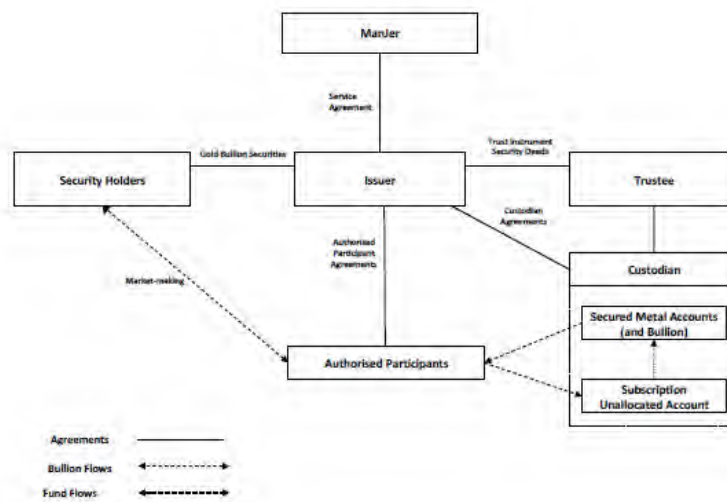 ManJer
Service
Agreement
Gold Bullion Securities
Trust Instrument
Security Deeds
Security Holders
Issuer
Trustee
Custodian
Agreements
Authorised
Participant
Agreements
Custodian
Market-making
Secured Metal Accounts
(and Bullion)
Authorised Participants
Subscription
Unallocated Account
Agreements
Bullion Flows
Fund Flows